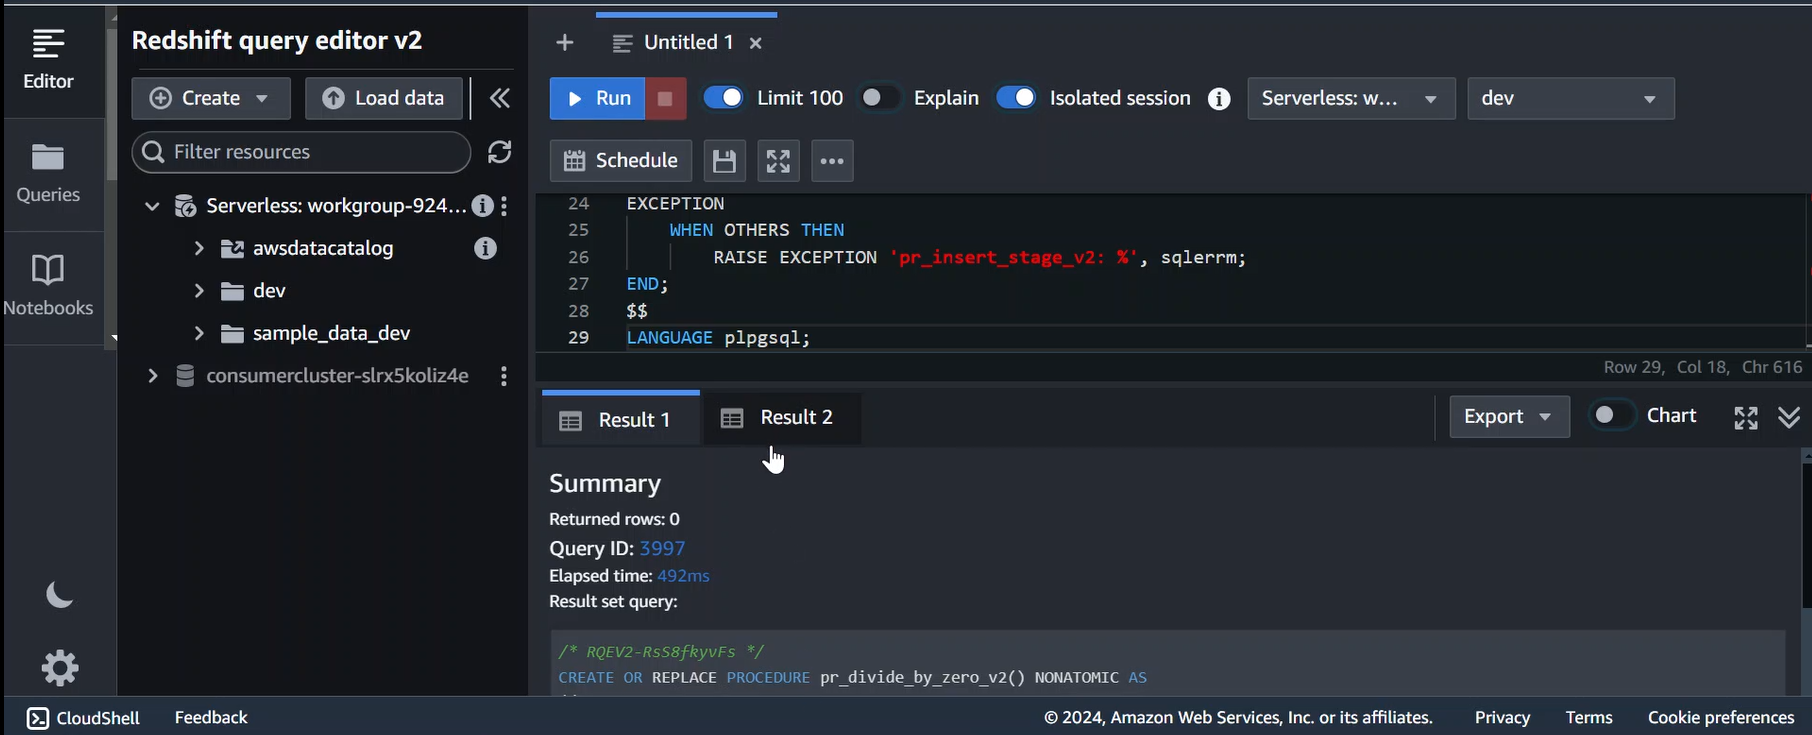 Editor
Queries
Notebooks
Redshift query editor v2
Create
Load data
Filter resources
Serverless: workgroup-924...
awsdatacatalog
dev
sample_data_dev
consumercluster-slrx5koliz4e
Untitled 1
Run
Limit 100
Explain
Isolated session
Serverless: w...
dev
Schedule
24 EXCEPTION
25 WHEN OTHERS THEN
26 RAISE EXCEPTION 'pr_insert_stage_v2: %', sqlerrm;
27 END;
28 $$
29 LANGUAGE plpgsql;
Row 29, Col 18, Chr 616
Result 1
Result 2
Export
Chart
Summary
Returned rows: 0
Query ID: 3997
Elapsed time: 492ms
Result set query:
/* RQEV2-RsS8fkyvFs */
CREATE OR REPLACE PROCEDURE pr_divide_by_zero_v2() NONATOMIC AS
CloudShell
Feedback
© 2024, Amazon Web Services, Inc. or its affiliates.
Privacy
Terms
Cookie preferences